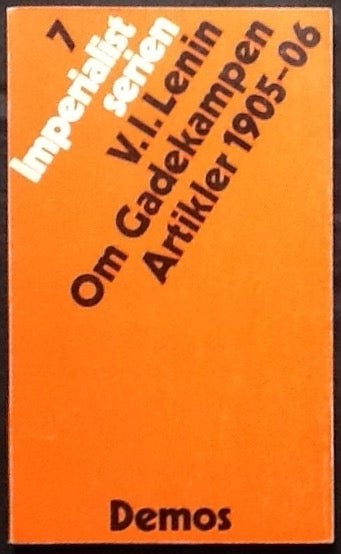 7
Imperialist
serien
V. I. Lenin
Om Gadekampen
Artikler 1905-06
Demos